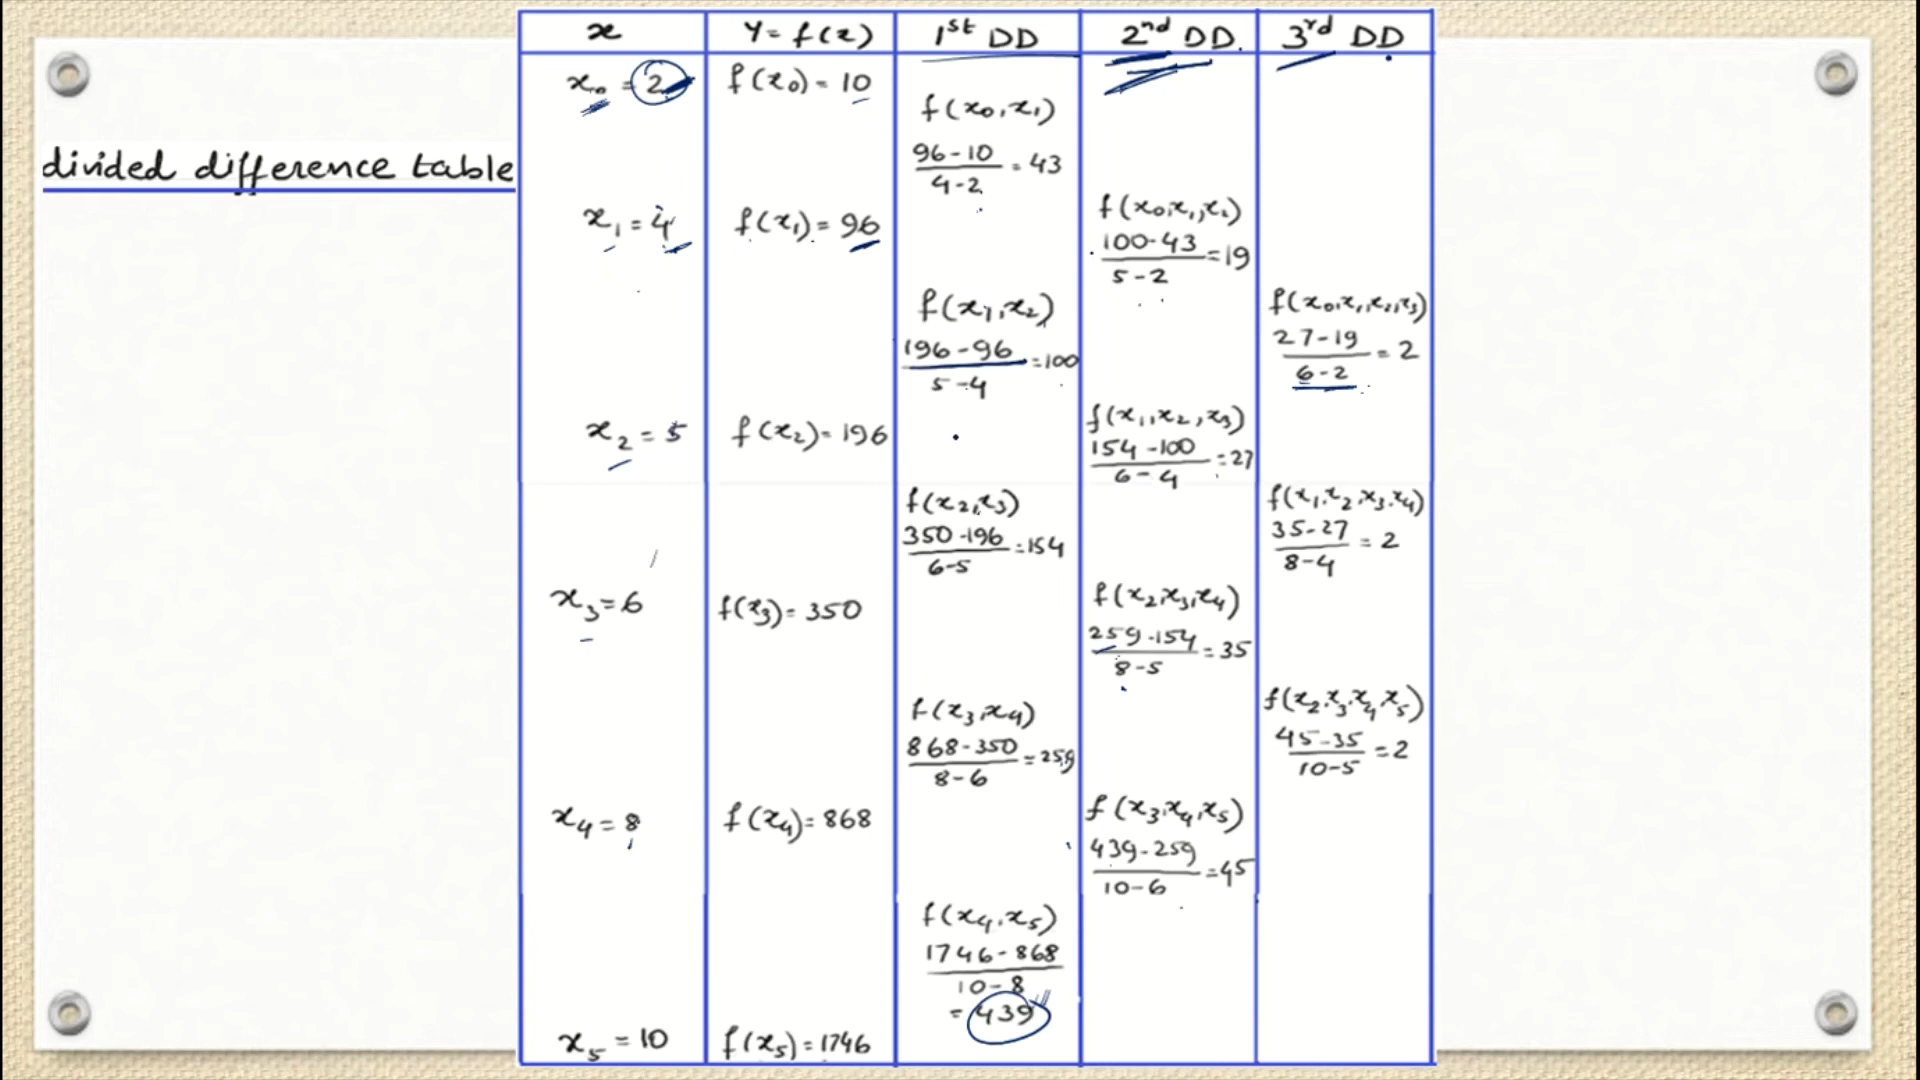 divided difference table
x Y = f(x) 1st DD 2nd DD. 3rd DD
x₀ = 2 f(x₀) = 10
f(x₀, x₁)
96-10 / 4-2 = 43
x₁ = 4 f(x₁) = 96
f(x₀, x₁, x₂)
100-43 / 5-2 = 19
f(x₁, x₂)
196-96 / 5-4 = 100
f(x₀, x₁, x₂, x₃)
27-19 / 6-2 = 2
x₂ = 5 f(x₂) = 196
f(x₁, x₂, x₃)
154-100 / 6-4 = 27
f(x₂, x₃)
350-196 / 6-5 = 154
f(x₁, x₂, x₃, x₄)
35-27 / 8-4 = 2
x₃ = 6 f(x₃) = 350
f(x₂, x₃, x₄)
259-154 / 8-5 = 35
f(x₃, x₄)
868-350 / 8-6 = 259
f(x₂, x₃, x₄, x₅)
45-35 / 10-5 = 2
x₄ = 8 f(x₄) = 868
f(x₃, x₄, x₅)
439-259 / 10-6 = 45
f(x₄, x₅)
1746-868 / 10-8
= 439
x₅ = 10 f(x₅) = 1746